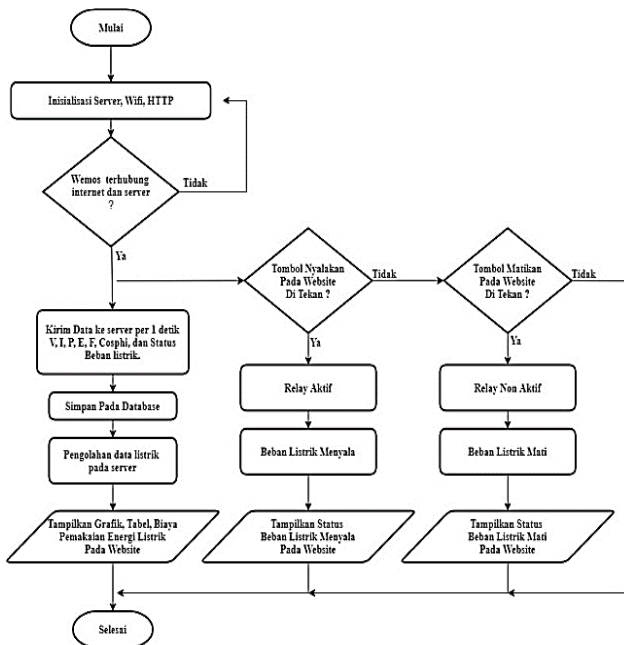 Mulai
Inisialisasi Server, Wifi, HTTP
Wemos terhubung
internet dan server
?
Tidak
Ya
Tombol Nyalakan
Pada Website
Di Tekan ?
Tidak
Tombol Matikan
Pada Website
Di Tekan ?
Tidak
Kirim Data ke server per 1 detik
V, I, P, E, F, Cosphi, dan Status
Beban listrik.
Ya
Ya
Relay Aktif
Relay Non Aktif
Simpan Pada Database
Pengolahan data listrik
pada server
Beban Listrik Menyala
Beban Listrik Mati
Tampilkan Grafik, Tabel, Biaya
Pemakaian Energi Listrik
Pada Website
Tampilkan Status
Beban Listrik Menyala
Pada Website
Tampilkan Status
Beban Listrik Mati
Pada Website
Selesai